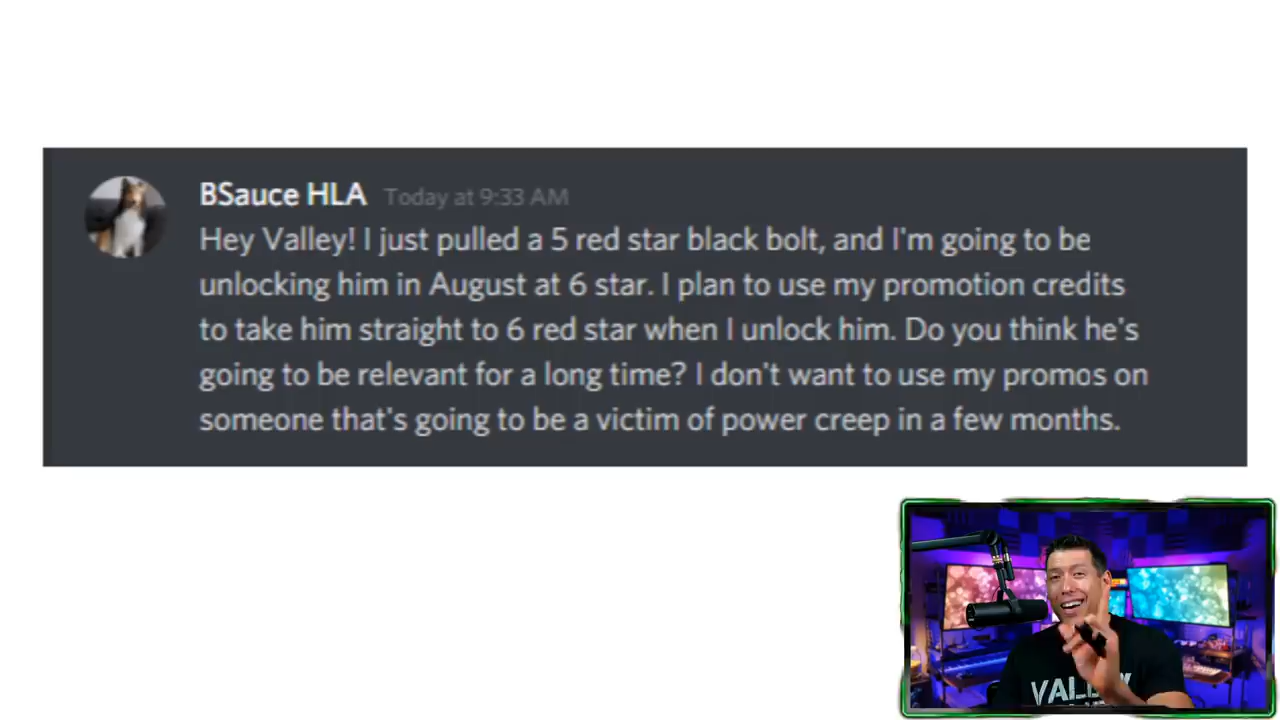 BSauce HLA Today at 9:33 AM
Hey Valley! I just pulled a 5 red star black bolt, and I'm going to be
unlocking him in August at 6 star. I plan to use my promotion credits
to take him straight to 6 red star when I unlock him. Do you think he's
going to be relevant for a long time? I don't want to use my promos on
someone that's going to be a victim of power creep in a few months.
VALLEY